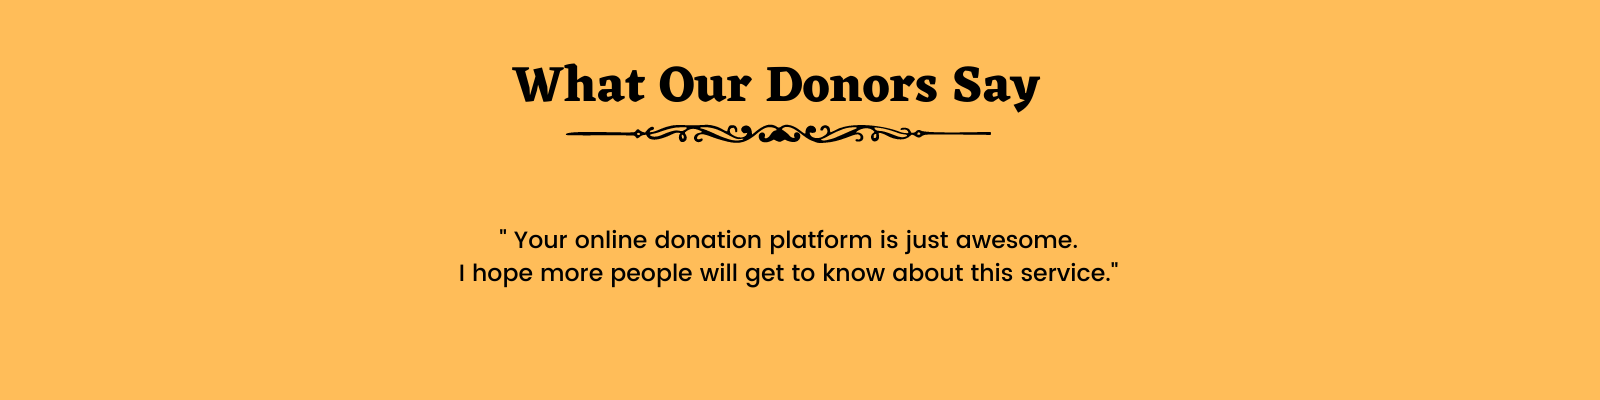 What Our Donors Say
" Your online donation platform is just awesome.
I hope more people will get to know about this service."